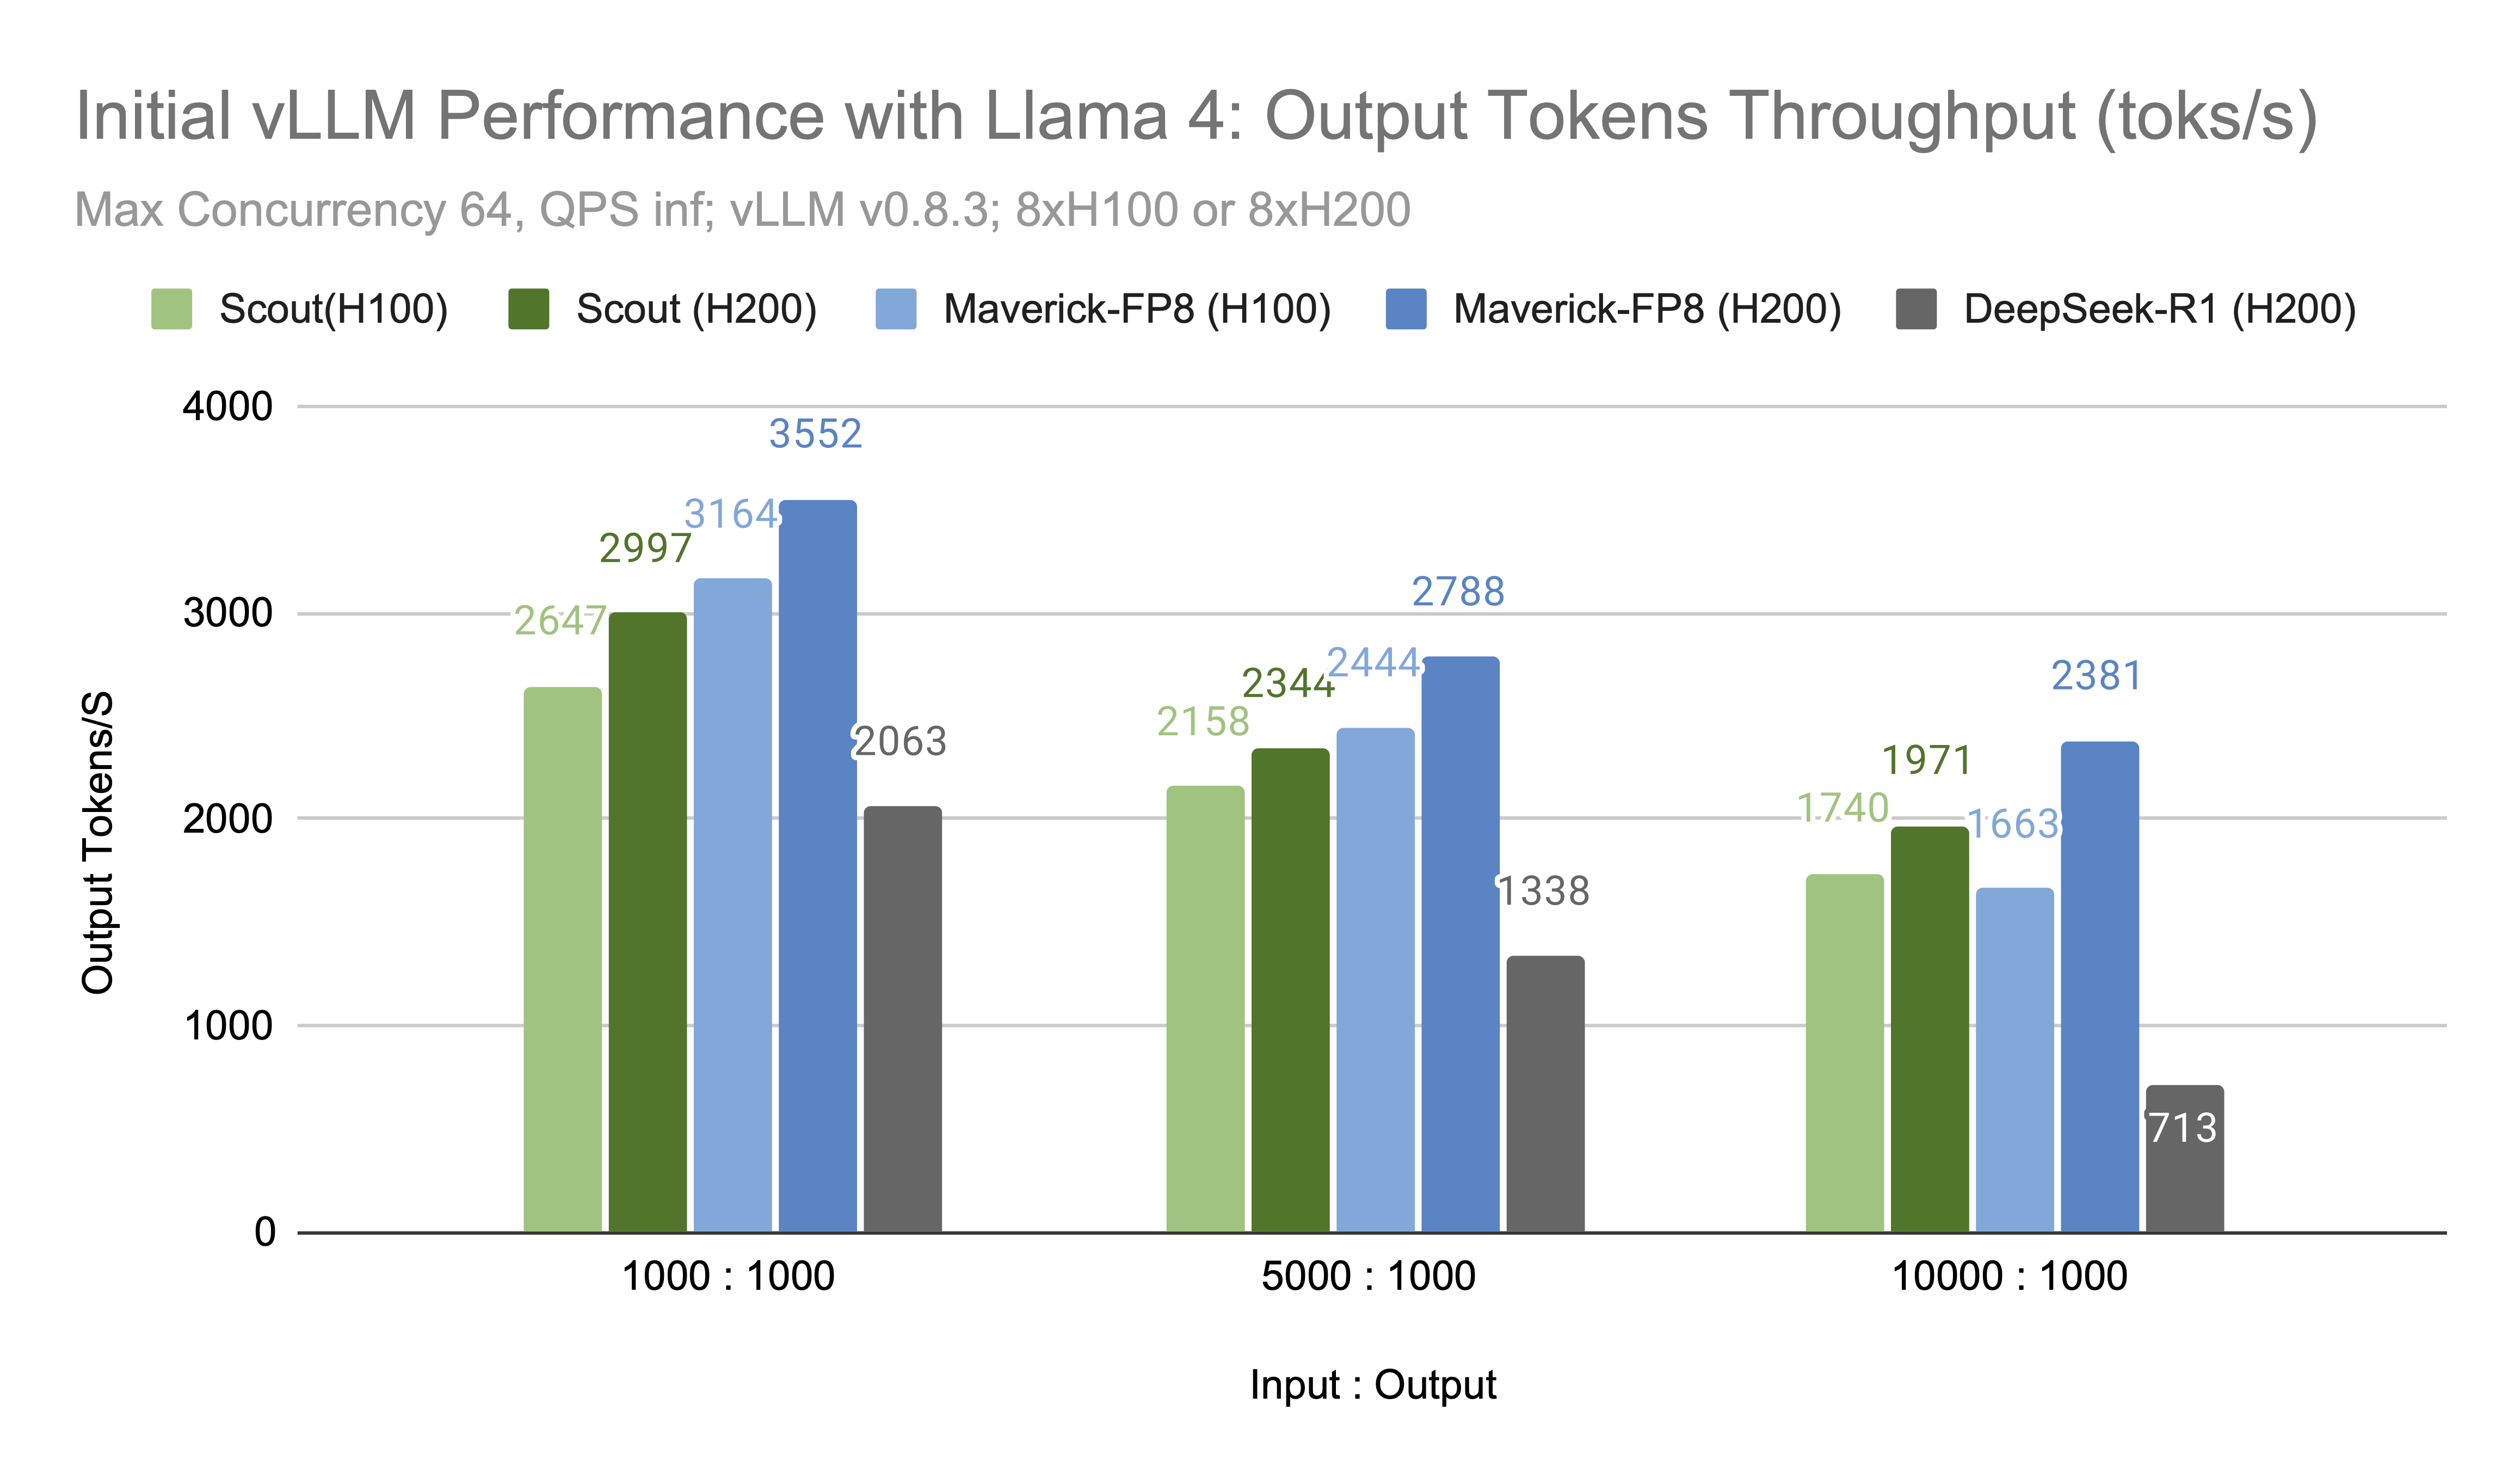 Initial vLLM Performance with Llama 4: Output Tokens Throughput (toks/s)
Max Concurrency 64, QPS inf; vLLM v0.8.3; 8xH100 or 8xH200
Scout(H100) Scout (H200) Maverick-FP8 (H100) Maverick-FP8 (H200) DeepSeek-R1 (H200)
Output Tokens/S
4000
3000
2000
1000
0
2647
2997
3164
3552
2063
2158
2344
2444
2788
1338
1740
1971
1663
2381
713
1000 : 1000
5000 : 1000
10000 : 1000
Input : Output